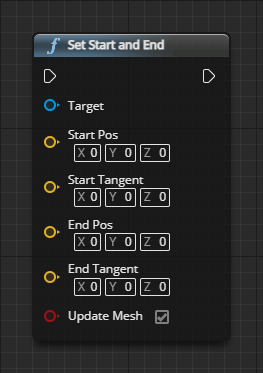 f Set Start and End
Target
Start Pos
X 0 Y 0 Z 0
Start Tangent
X 0 Y 0 Z 0
End Pos
X 0 Y 0 Z 0
End Tangent
X 0 Y 0 Z 0
Update Mesh